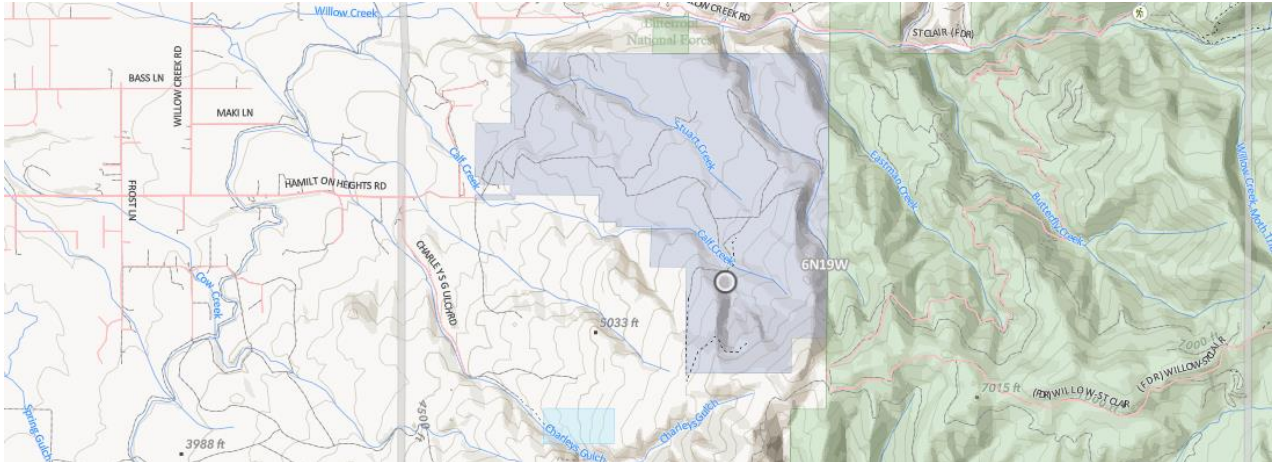 Willow Creek
WILLOW CREEK RD
Bitterroot
National Forest
ST CLAIR (FDR)
BASS LN
WILLOW CREEK RD
MAKI LN
Calf Creek
Stuart Creek
Eastman Creek
Butterfly Creek
Willow Creek
FROST LN
HAMILTON HEIGHTS RD
Calf Creek
6N19W
Cow Creek
CHARLEYS GULCH RD
5033 ft
7000 ft
(FDR) WILLOW-ST CLAIR
7015 ft
(FDR) WILLOW-ST CLAIR
Spring Gulch
4500 ft
Charleys Gulch
Charleys Gulch
3988 ft